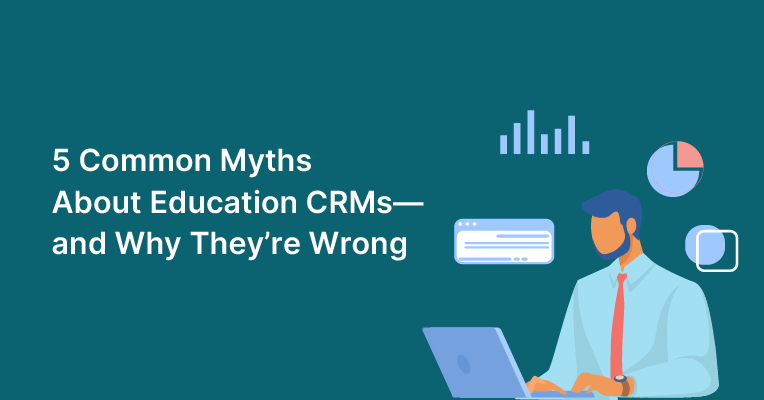 5 Common Myths
About Education CRMs—
and Why They’re Wrong